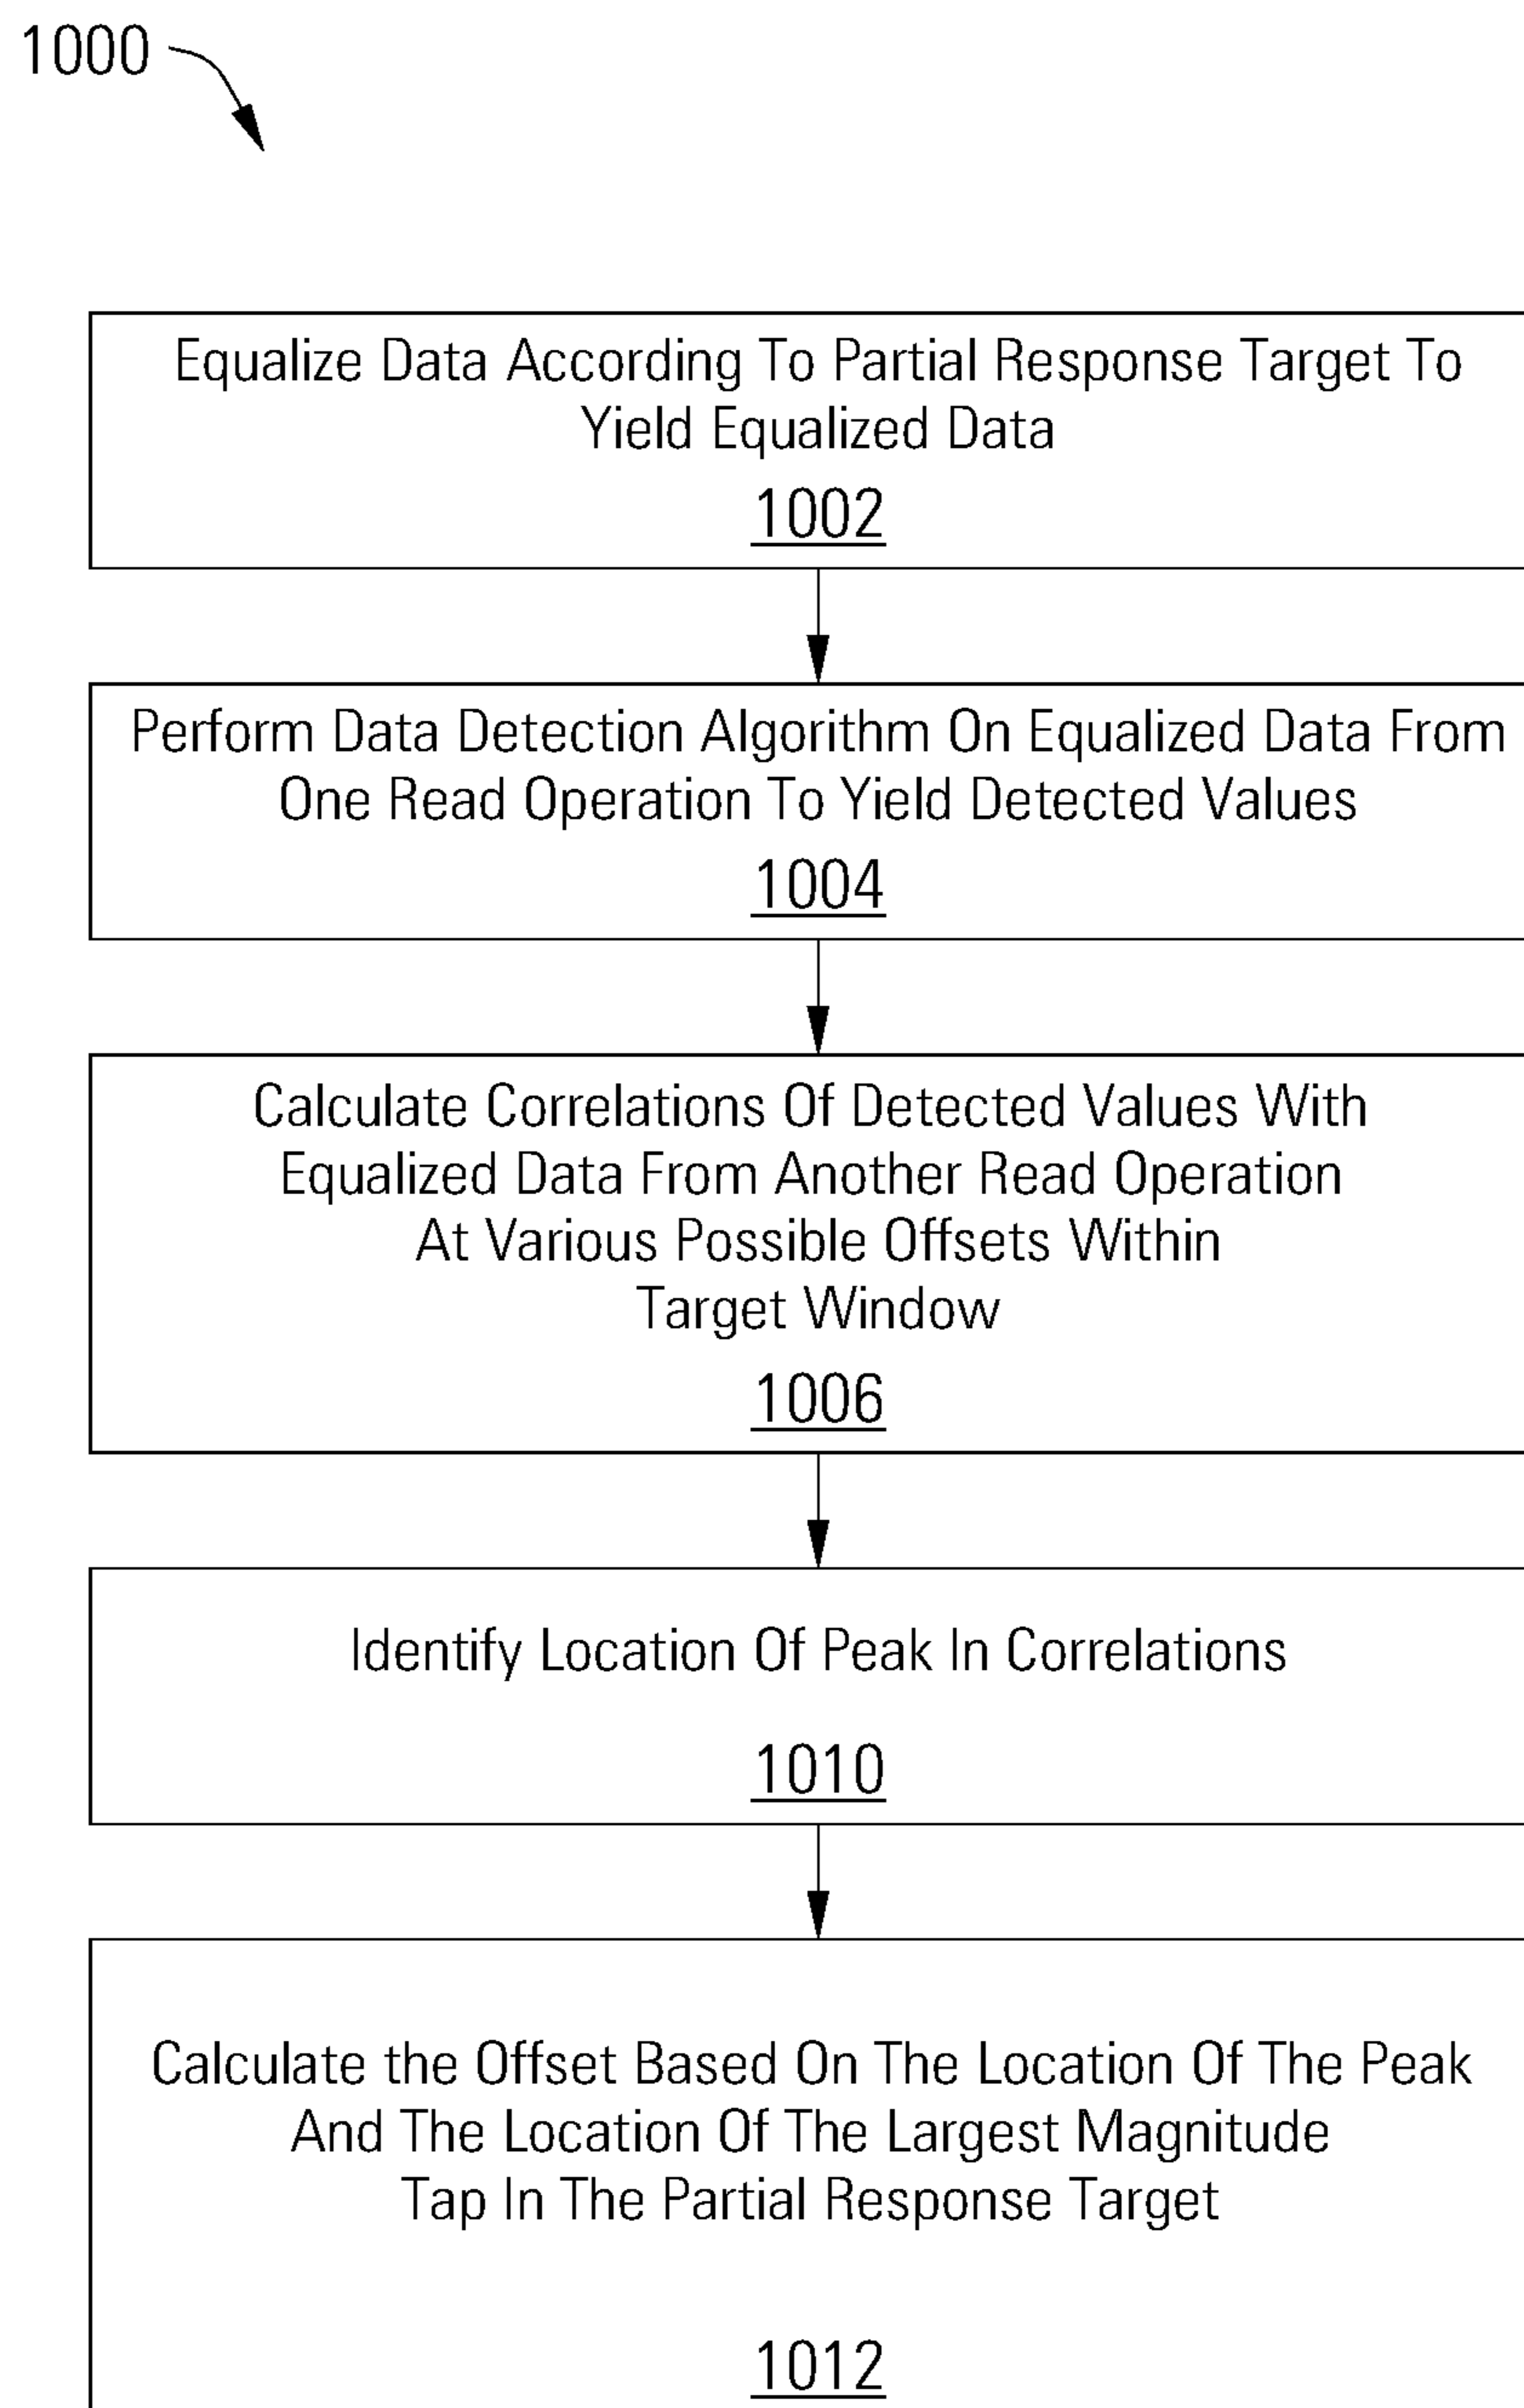 1000
Equalize Data According To Partial Response Target To
Yield Equalized Data
1002
Perform Data Detection Algorithm On Equalized Data From
One Read Operation To Yield Detected Values
1004
Calculate Correlations Of Detected Values With
Equalized Data From Another Read Operation
At Various Possible Offsets Within
Target Window
1006
Identify Location Of Peak In Correlations
1010
Calculate the Offset Based On The Location Of The Peak
And The Location Of The Largest Magnitude
Tap In The Partial Response Target
1012